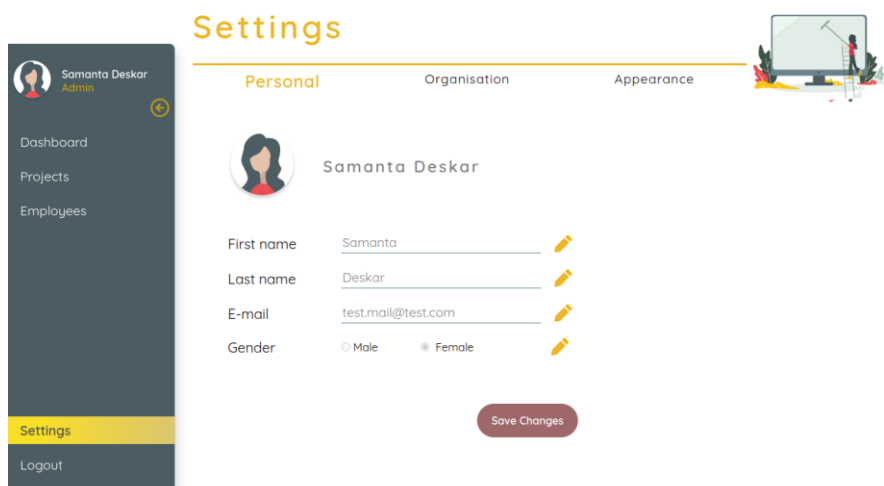 Settings
Samanta Deskar
Admin
Dashboard
Projects
Employees
Settings
Logout
Personal Organisation Appearance
Samanta Deskar
First name Samanta
Last name Deskar
E-mail test.mail@test.com
Gender Male Female
Save Changes